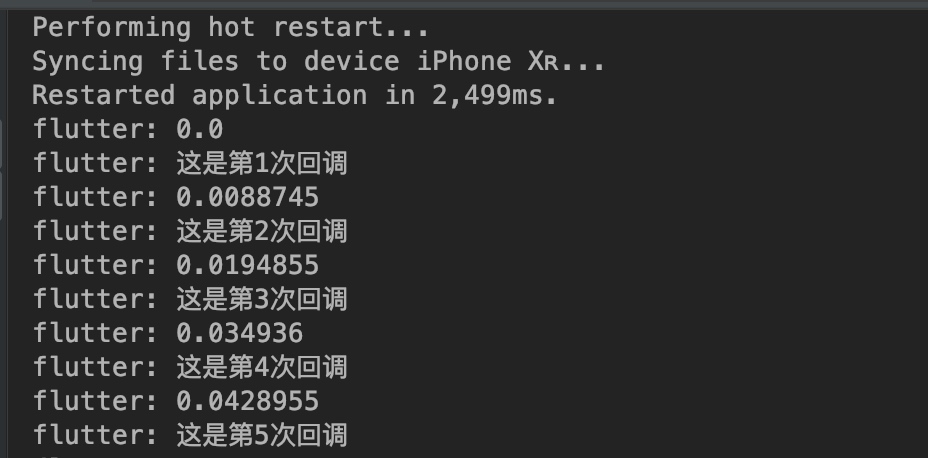 Performing hot restart...
Syncing files to device iPhone Xʀ...
Restarted application in 2,499ms.
flutter: 0.0
flutter: 这是第1次回调
flutter: 0.0088745
flutter: 这是第2次回调
flutter: 0.0194855
flutter: 这是第3次回调
flutter: 0.034936
flutter: 这是第4次回调
flutter: 0.0428955
flutter: 这是第5次回调